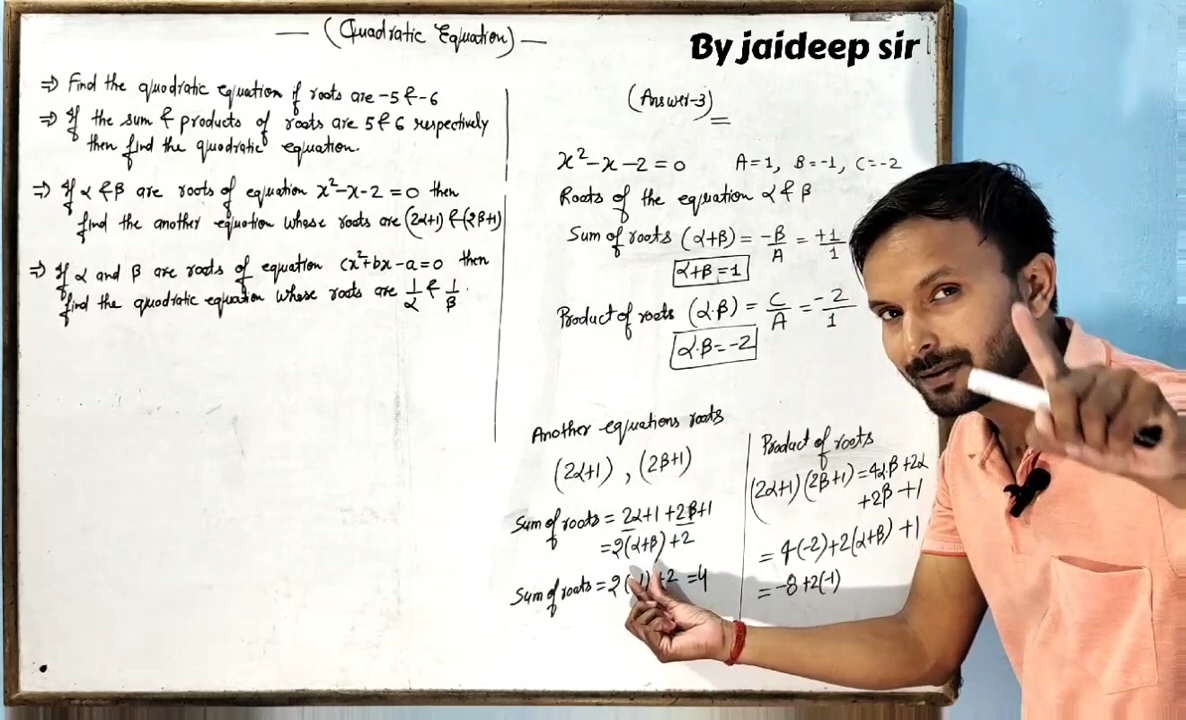 — (Quadratic Equation) —
By jaideep sir
⇒ Find the quadratic equation if roots are -5 & -6
⇒ If the sum & products of roots are 5 & 6 respectively
then find the quadratic equation.
⇒ If α & β are roots of equation x²-x-2=0 then
find the another equation whose roots are (2α+1) & (2β+1)
⇒ If α and β are roots of equation cx²+bx-a=0 then
find the quadratic equation whose roots are 1/α & 1/β.
(Answer-3)
x²-x-2=0 A=1, B=-1, C=-2
Roots of the equation α & β
Sum of roots (α+β) = -B/A = +1/1
α+β=1
Product of roots (α.β) = C/A = -2/1
α.β=-2
Another equations roots
(2α+1), (2β+1)
Sum of roots = 2α+1+2β+1
=2(α+β)+2
Sum of roots = 2(1)+2 =4
Product of roots
(2α+1)(2β+1)=4α.β+2α
+2β+1
= 4(-2)+2(α+β)+1
= -8+2(-1)